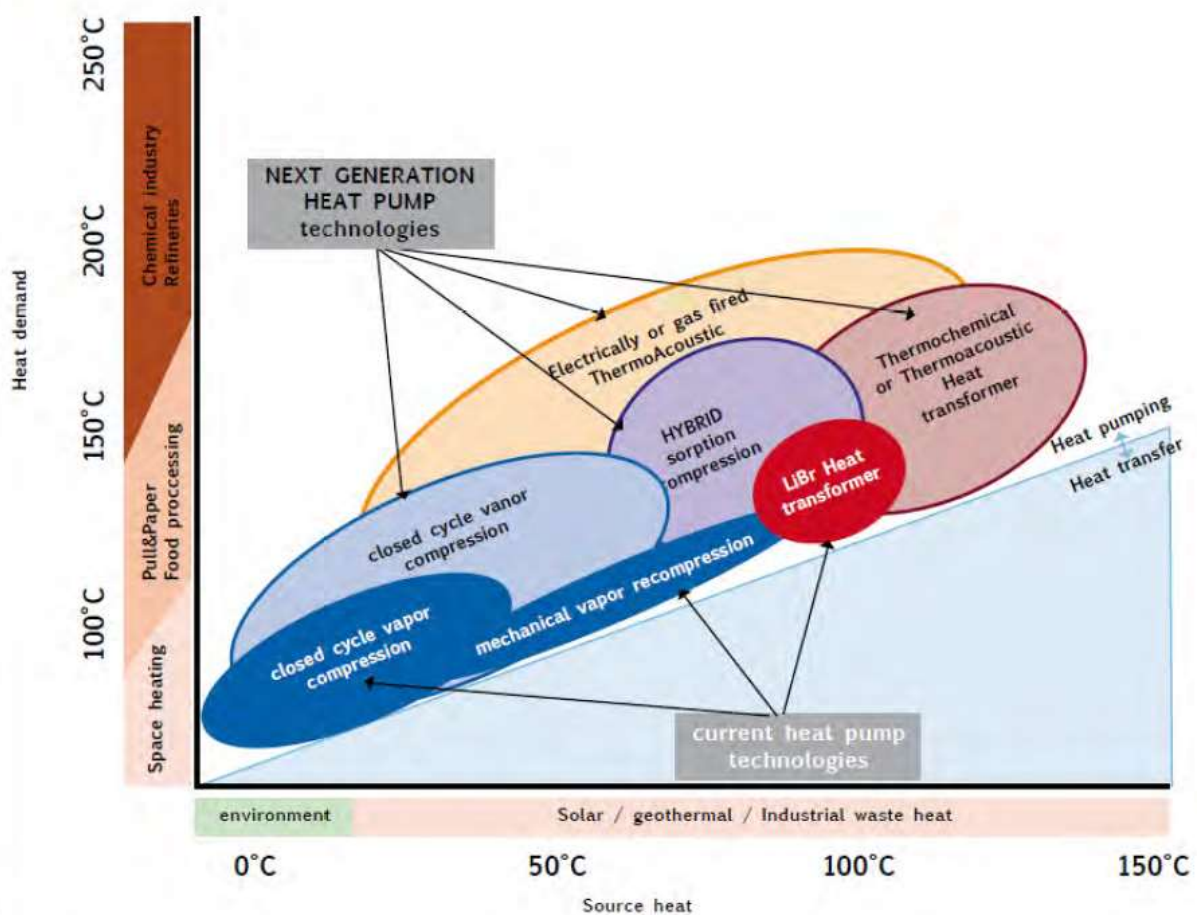 250°C
200°C
150°C
100°C
Heat demand
Chemical industry
Refineries
Pull&Paper
Food proccessing
Space heating
NEXT GENERATION
HEAT PUMP
technologies
Electrically or gas fired
ThermoAcoustic
Thermochemical
or Thermoacoustic
Heat
transformer
HYBRID
sorption
ompression
LiBr Heat
transformer
Heat pumping
Heat transfer
closed cycle vanor
compression
mechanical vapor recompression
closed cycle vapor
compression
current heat pump
technologies
environment
Solar / geothermal / Industrial waste heat
0°C
50°C
100°C
150°C
Source heat